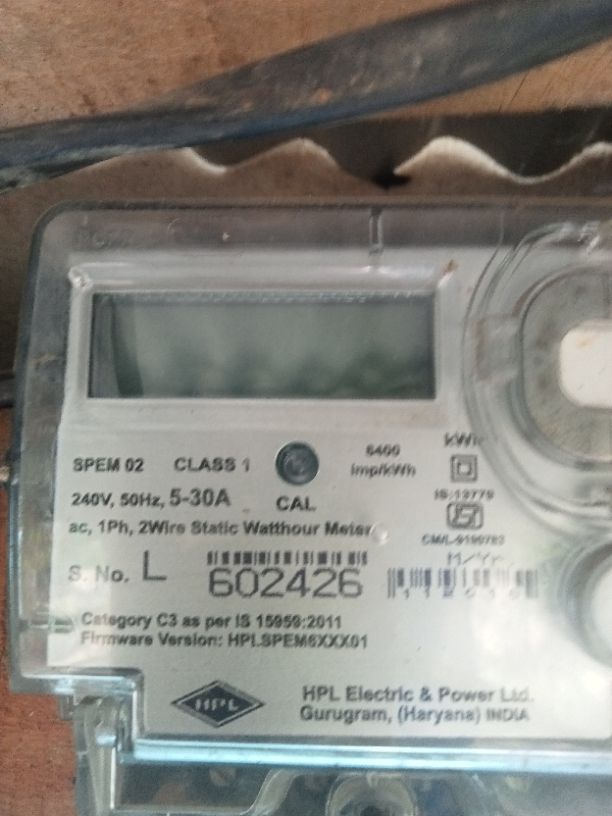 SPEM 02 CLASS 1 6400 imp/kWh kWh
240V, 50Hz, 5-30A CAL IS:13779
ac, 1Ph, 2Wire Static Watthour Meter
M/Yr.
S. No. L 602426
Category C3 as per IS 15959:2011
Firmware Version: HPLSPEM6XXX01
HPL
HPL Electric & Power Ltd.
Gurugram, (Haryana) INDIA